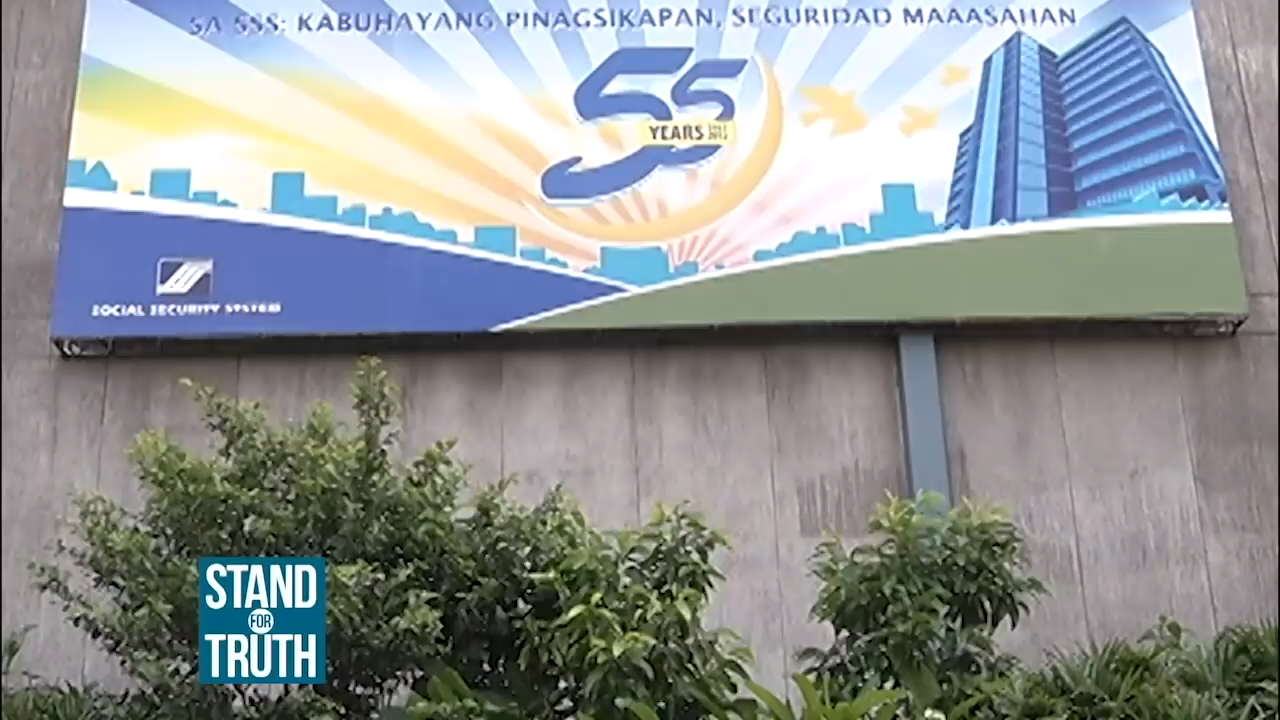 SA SSS: KABUHAYANG PINAGSIKAPAN, SEGURIDAD MAAASAHAN
55
YEARS
SOCIAL SECURITY SYSTEM
STAND
FOR
TRUTH